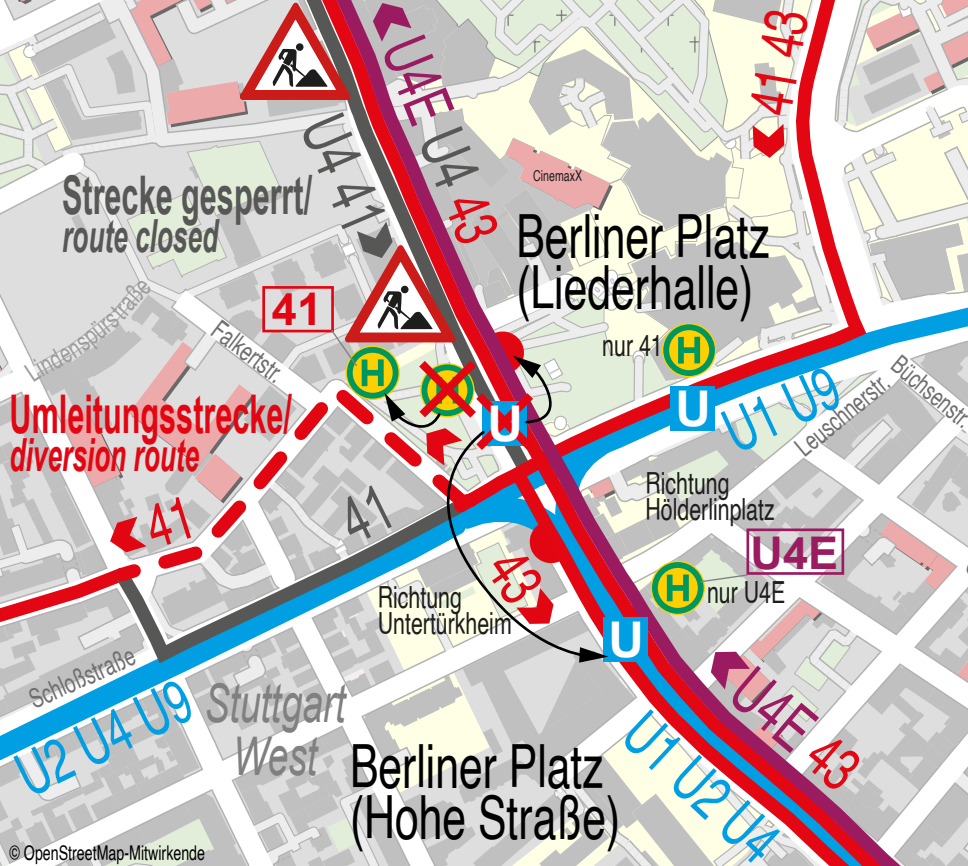 U4E U4 43
41 43
U4 41
CinemaxX
Strecke gesperrt/
route closed
Berliner Platz
(Liederhalle)
nur 41
H
41
Lindenspürstraße
Falkertstr.
H
H
U
U
U1 U9
Büchsenstr.
Leuschnerstr.
Umleitungsstrecke/
diversion route
41
41
Richtung
Hölderlinplatz
U4E
H
nur U4E
43
Richtung
Untertürkheim
U
Schloßstraße
U2 U4 U9
Stuttgart
West
U4E 43
U1 U2 U4
Berliner Platz
(Hohe Straße)
© OpenStreetMap-Mitwirkende